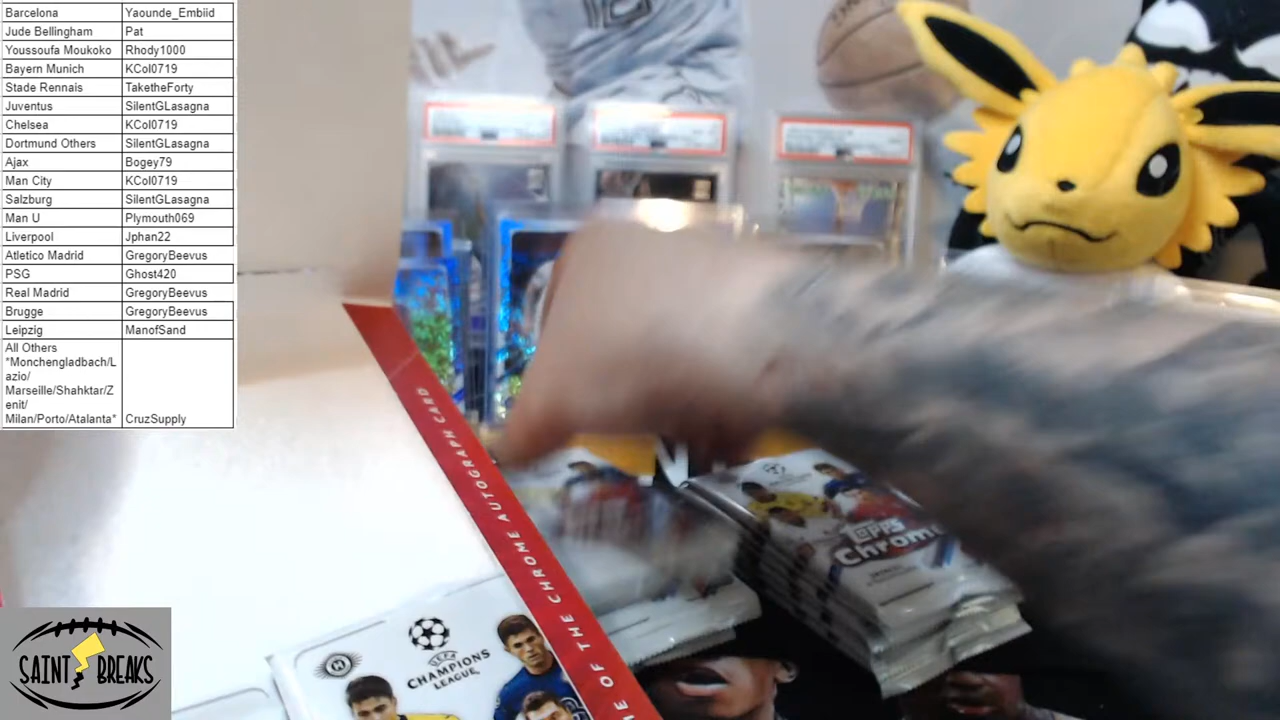 Barcelona Yaounde_Embiid
Jude Bellingham Pat
Youssoufa Moukoko Rhody1000
Bayern Munich KCol0719
Stade Rennais TaketheForty
Juventus SilentGLasagna
Chelsea KCol0719
Dortmund Others SilentGLasagna
Ajax Bogey79
Man City KCol0719
Salzburg SilentGLasagna
Man U Plymouth069
Liverpool Jphan22
Atletico Madrid GregoryBeevus
PSG Ghost420
Real Madrid GregoryBeevus
Brugge GregoryBeevus
Leipzig ManofSand
All Others
*Monchengladbach/L
azio/
Marseille/Shahktar/Z
enit/
Milan/Porto/Atalanta* CruzSupply
OF THE CHROME AUTOGRAPH CARD
TOPPS
Chrome
UEFA
CHAMPIONS
LEAGUE
SAINT BREAKS